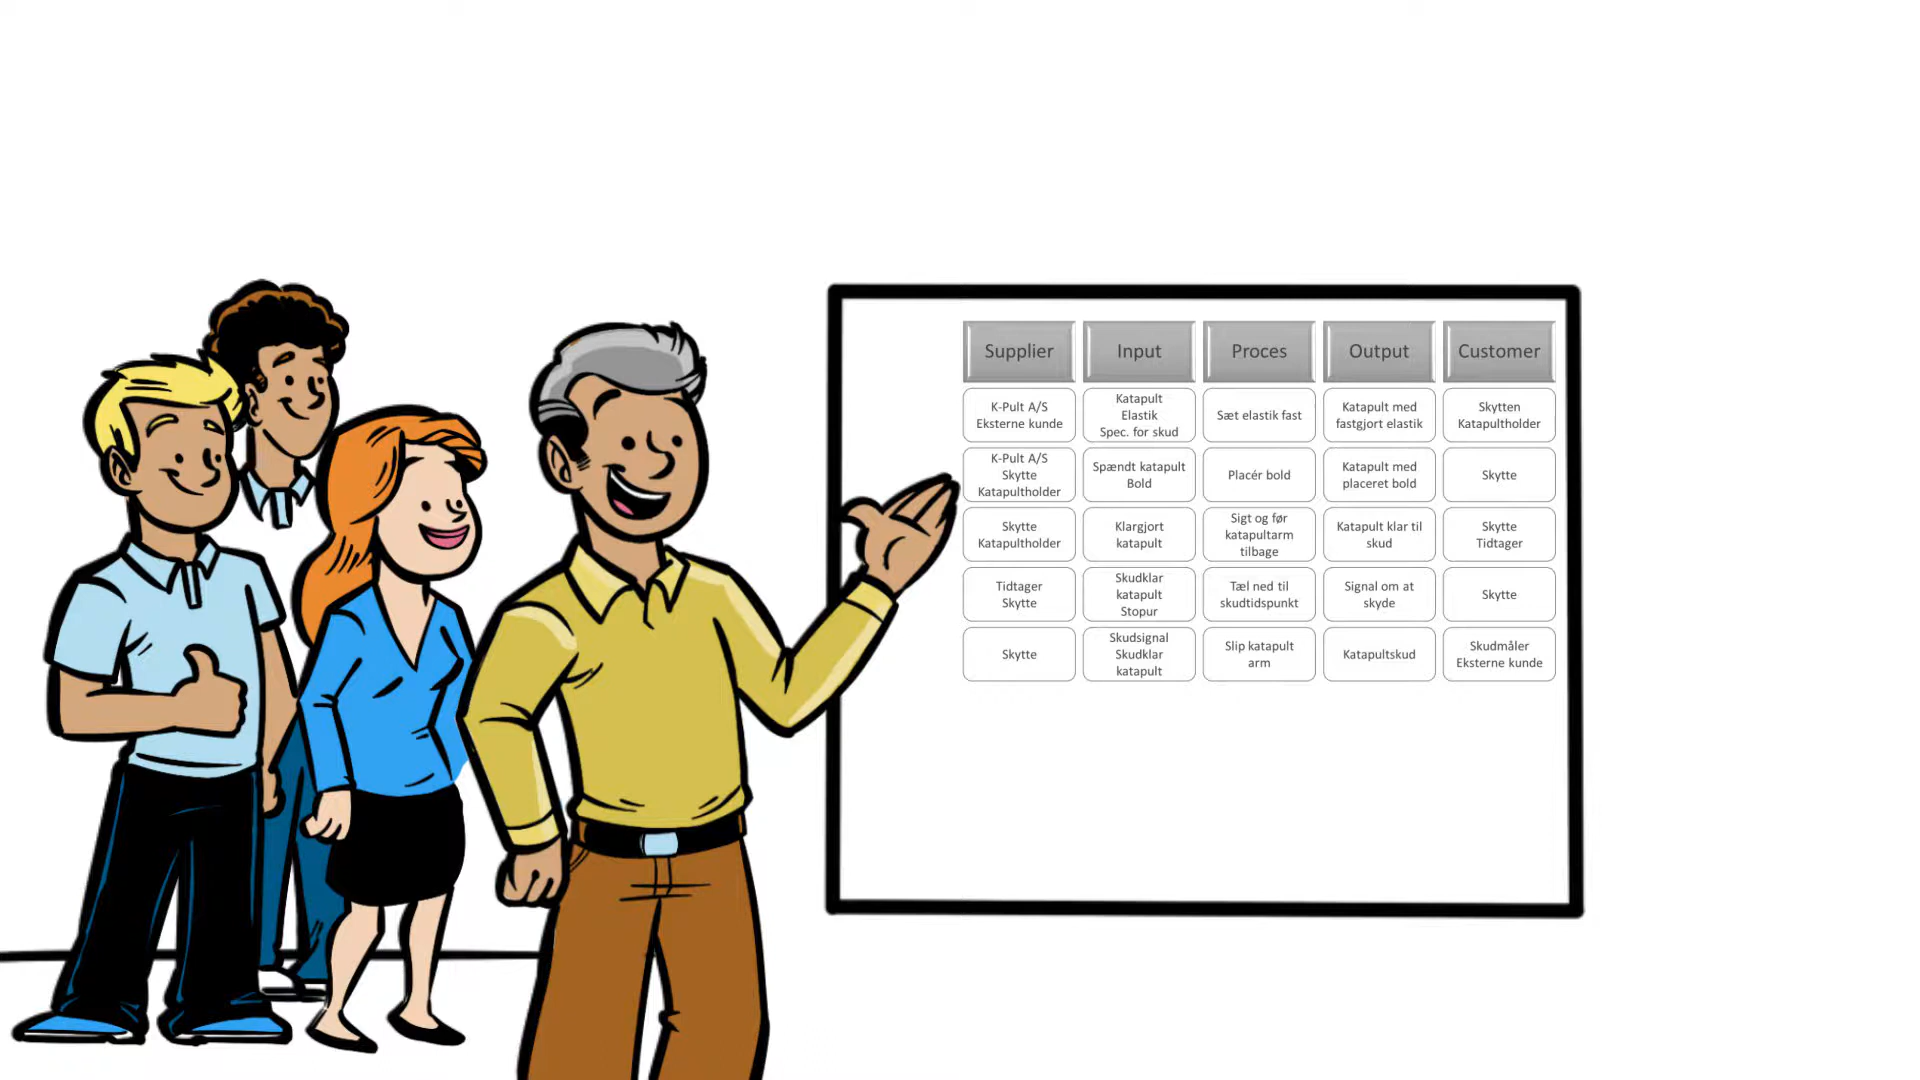 Supplier
Input
Proces
Output
Customer
K-Pult A/S
Eksterne kunde
Katapult
Elastik
Spec. for skud
Sæt elastik fast
Katapult med
fastgjort elastik
Skytten
Katapultholder
K-Pult A/S
Skytte
Katapultholder
Spændt katapult
Bold
Placér bold
Katapult med
placeret bold
Skytte
Skytte
Katapultholder
Klargjort
katapult
Sigt og før
katapultarm
tilbage
Katapult klar til
skud
Skytte
Tidtager
Tidtager
Skytte
Skudklar
katapult
Stopur
Tæl ned til
skudtidspunkt
Signal om at
skyde
Skytte
Skytte
Skudsignal
Skudklar
katapult
Slip katapult
arm
Katapultskud
Skudmåler
Eksterne kunde